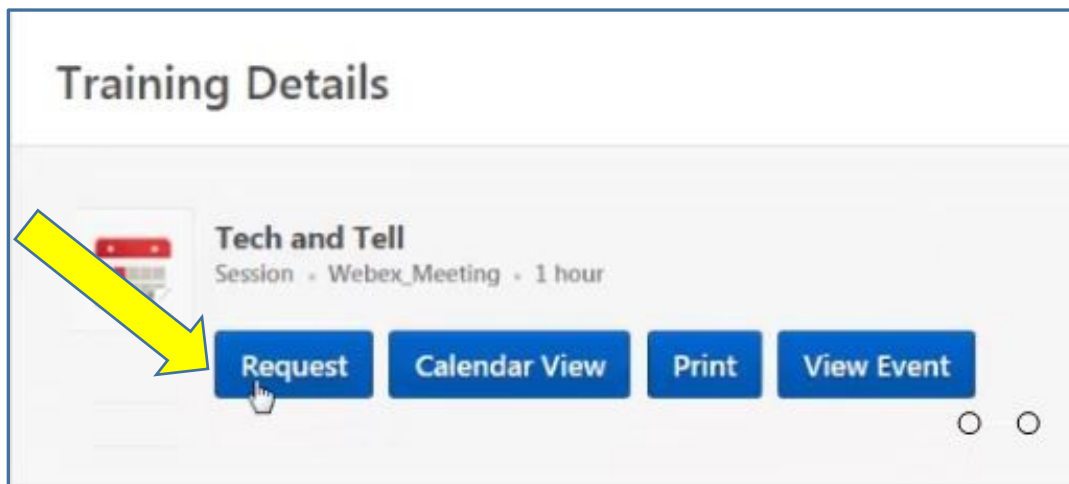 Training Details
Tech and Tell
Session • Webex_Meeting • 1 hour
Request Calendar View Print View Event